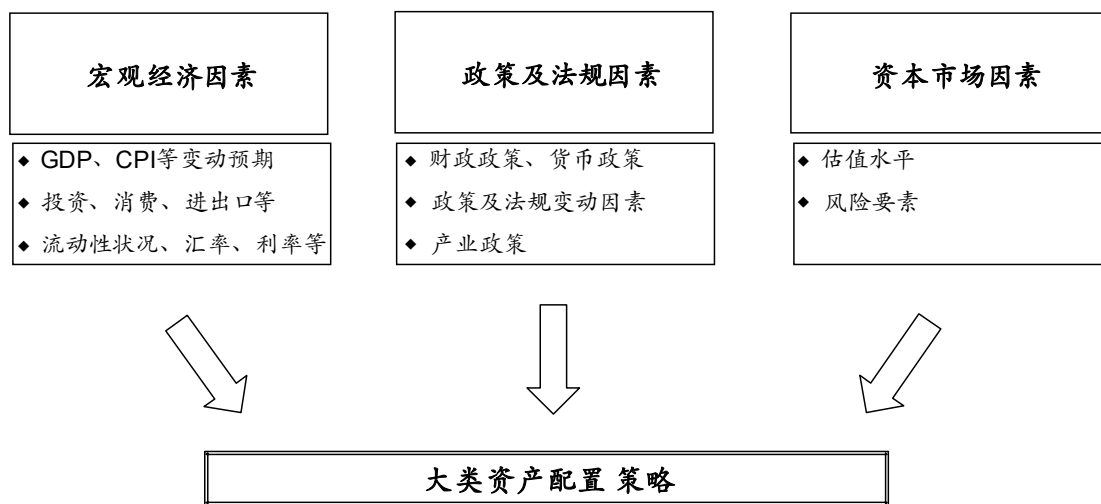 宏观经济因素
◆ GDP、CPI等变动预期
◆ 投资、消费、进出口等
◆ 流动性状况、汇率、利率等
政策及法规因素
◆ 财政政策、货币政策
◆ 政策及法规变动因素
◆ 产业政策
资本市场因素
◆ 估值水平
◆ 风险要素
大类资产配置 策略